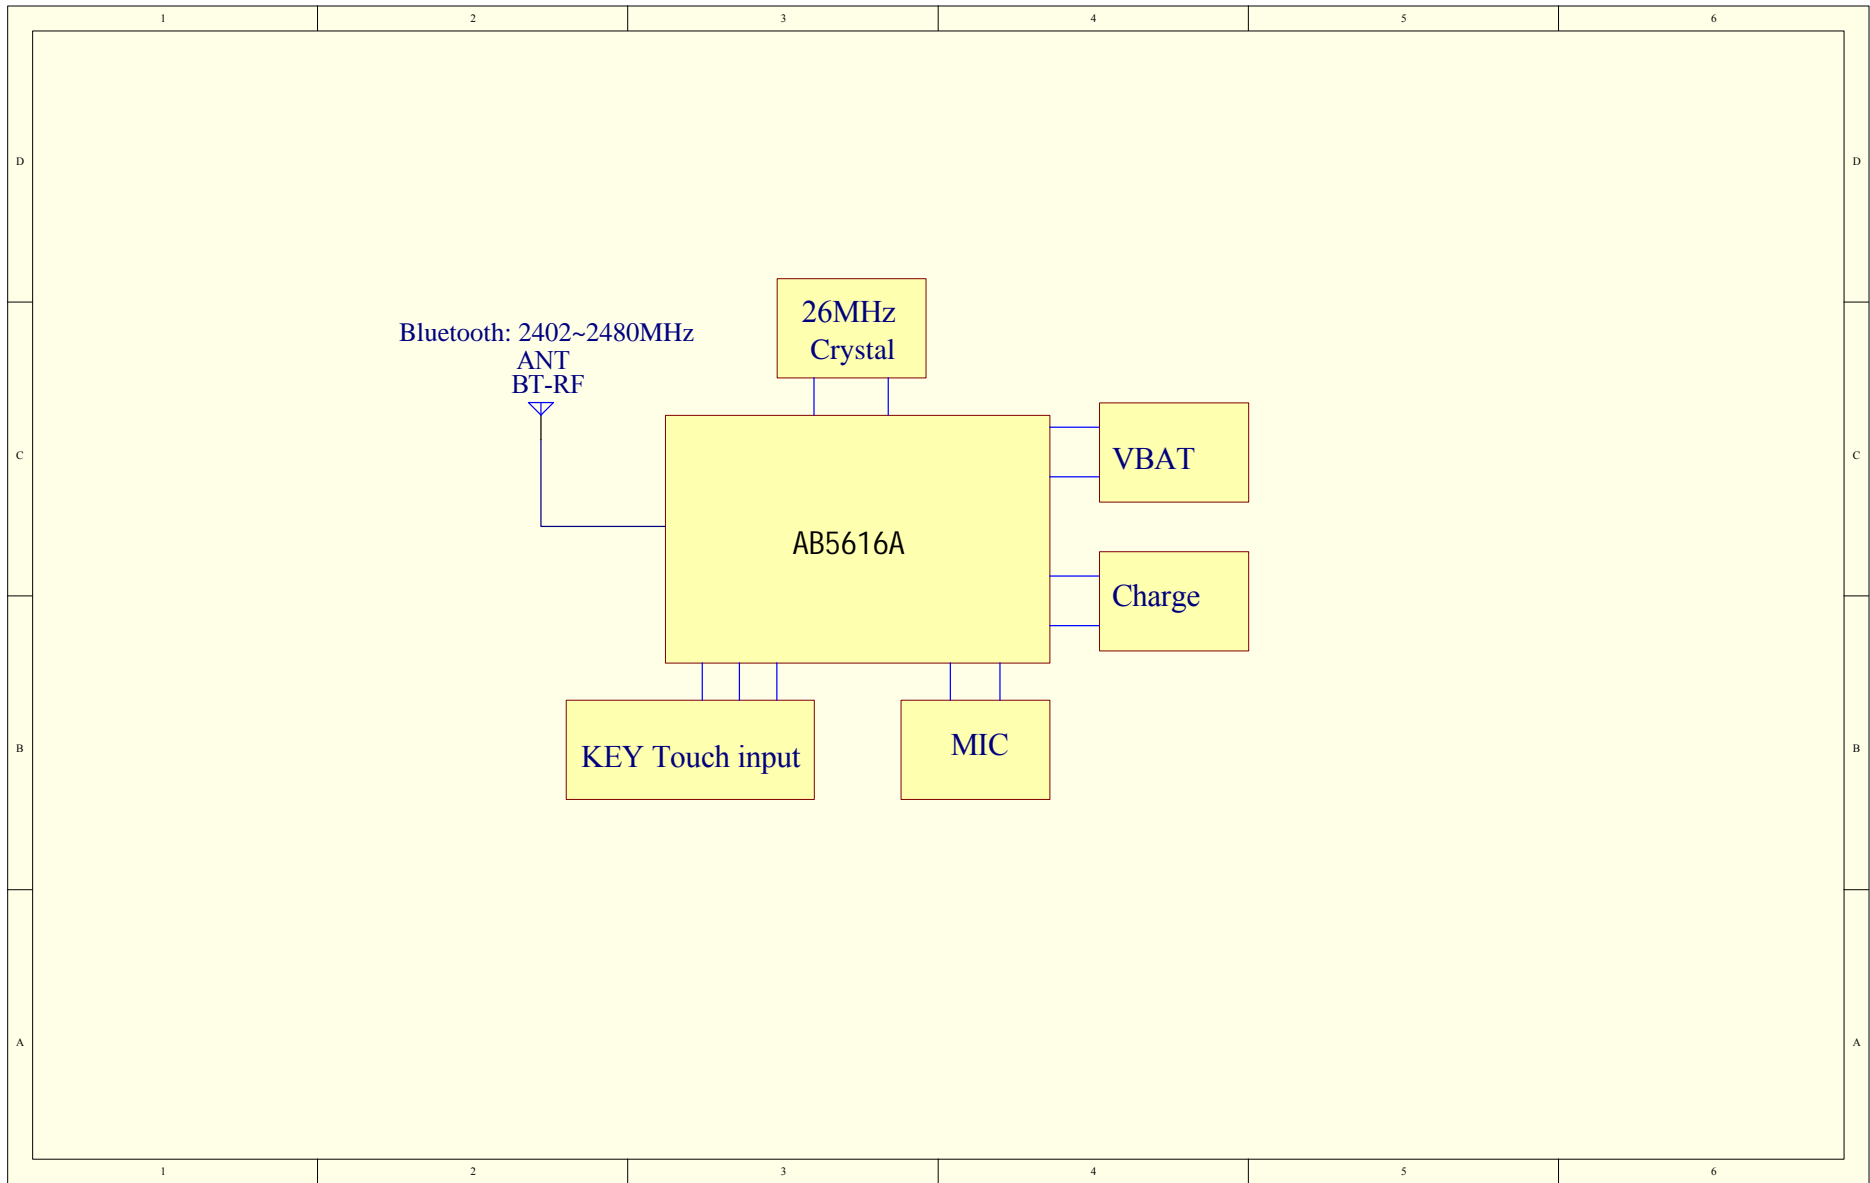 1 2 3 4 5 6
D D
26MHz
Crystal
Bluetooth: 2402~2480MHz
ANT
BT-RF
C C
VBAT
AB5616A
Charge
B B
KEY Touch input
MIC
A A
1 2 3 4 5 6